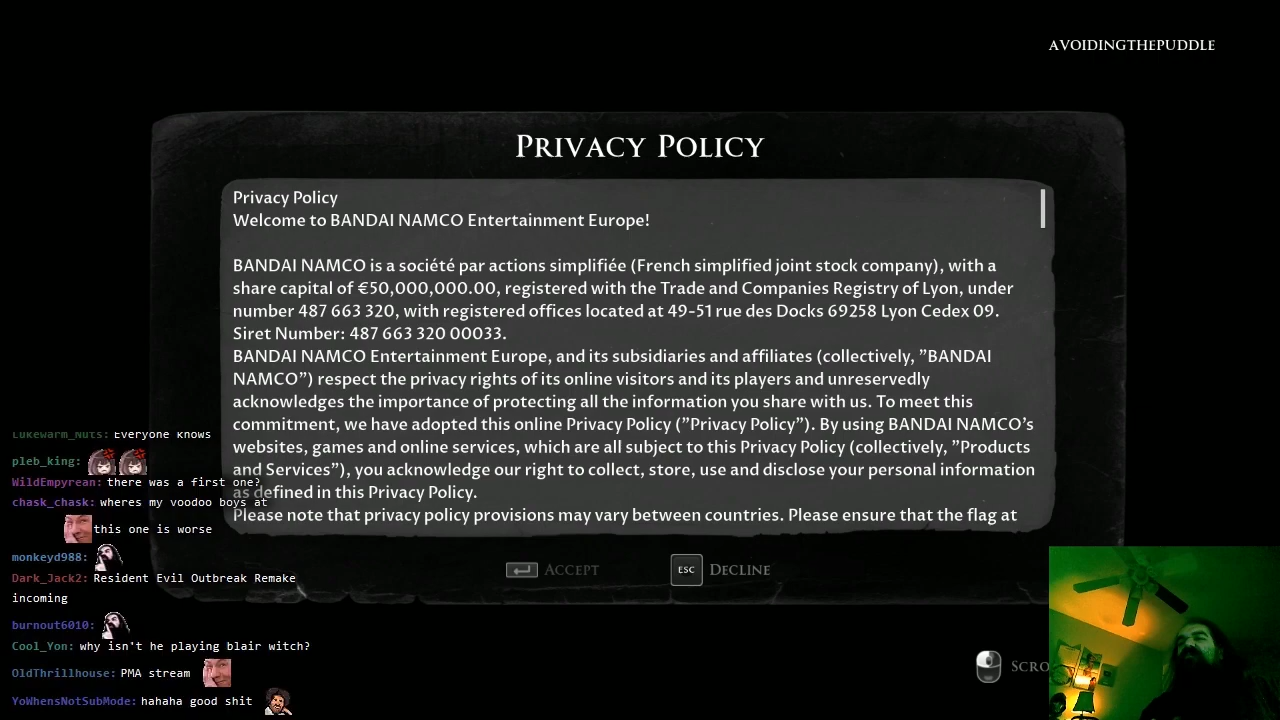 AVOIDINGTHEPUDDLE
PRIVACY POLICY
Privacy Policy
Welcome to BANDAI NAMCO Entertainment Europe!
BANDAI NAMCO is a société par actions simplifiée (French simplified joint stock company), with a
share capital of €50,000,000.00, registered with the Trade and Companies Registry of Lyon, under
number 487 663 320, with registered offices located at 49-51 rue des Docks 69258 Lyon Cedex 09.
Siret Number: 487 663 320 00033.
BANDAI NAMCO Entertainment Europe, and its subsidiaries and affiliates (collectively, ”BANDAI
NAMCO”) respect the privacy rights of its online visitors and its players and unreservedly
acknowledges the importance of protecting all the information you share with us. To meet this
commitment, we have adopted this online Privacy Policy (”Privacy Policy”). By using BANDAI NAMCO’s
websites, games and online services, which are all subject to this Privacy Policy (collectively, ”Products
and Services”), you acknowledge our right to collect, store, use and disclose your personal information
as defined in this Privacy Policy.
Please note that privacy policy provisions may vary between countries. Please ensure that the flag at
Lukewarm_Nuts: Everyone knows
pleb_king:
WildEmpyrean: there was a first one?
chask_chask: wheres my voodoo boys at
this one is worse
monkeyd988:
Dark_Jack2: Resident Evil Outbreak Remake
incoming
burnout6010:
Cool_Yon: why isn't he playing blair witch?
OldThrillhouse: PMA stream
YoWhensNotSubMode: hahaha good shit
ACCEPT
ESC DECLINE
SCRO